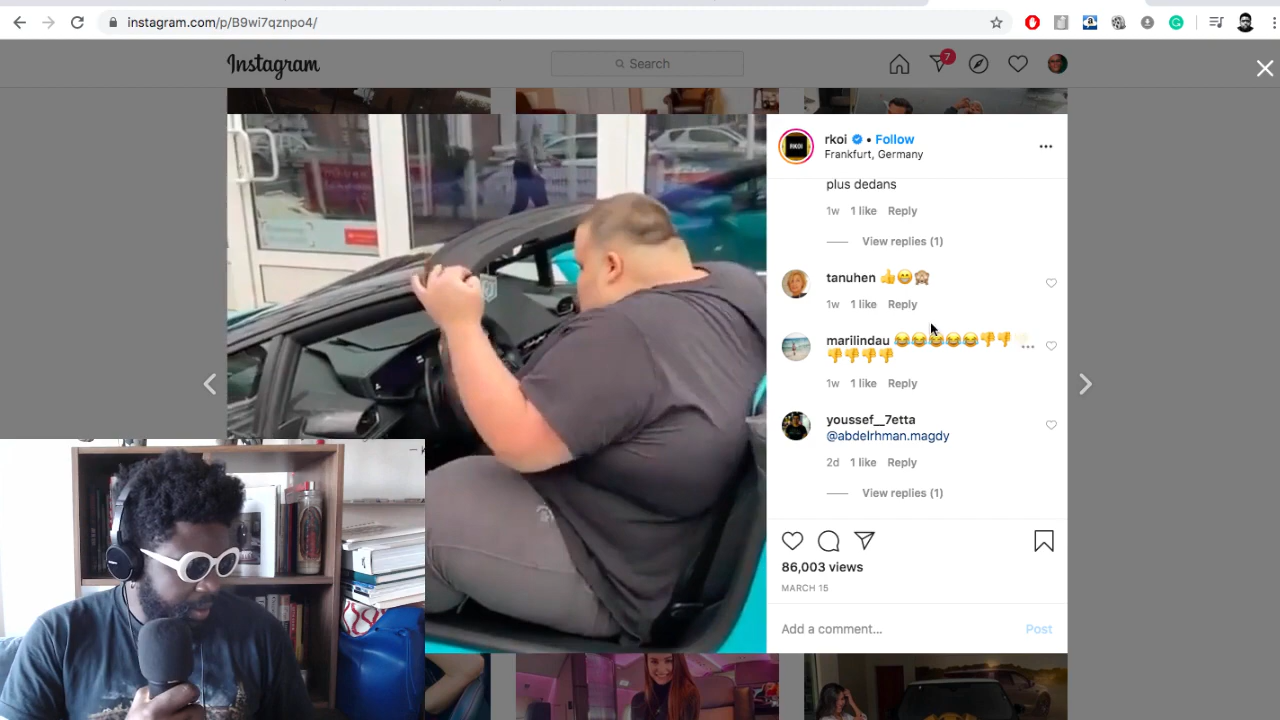 instagram.com/p/B9wi7qznpo4/
Instagram
Search
7
RKOI
rkoi • Follow
Frankfurt, Germany
plus dedans
1w 1 like Reply
View replies (1)
tanuhen 👍😁🙈
1w 1 like Reply
marilindau 😂😂😂😂😂👎👎👎
👎👎👎👎
1w 1 like Reply
youssef__7etta
@abdelrhman.magdy
2d 1 like Reply
View replies (1)
86,003 views
MARCH 15
Add a comment...
Post